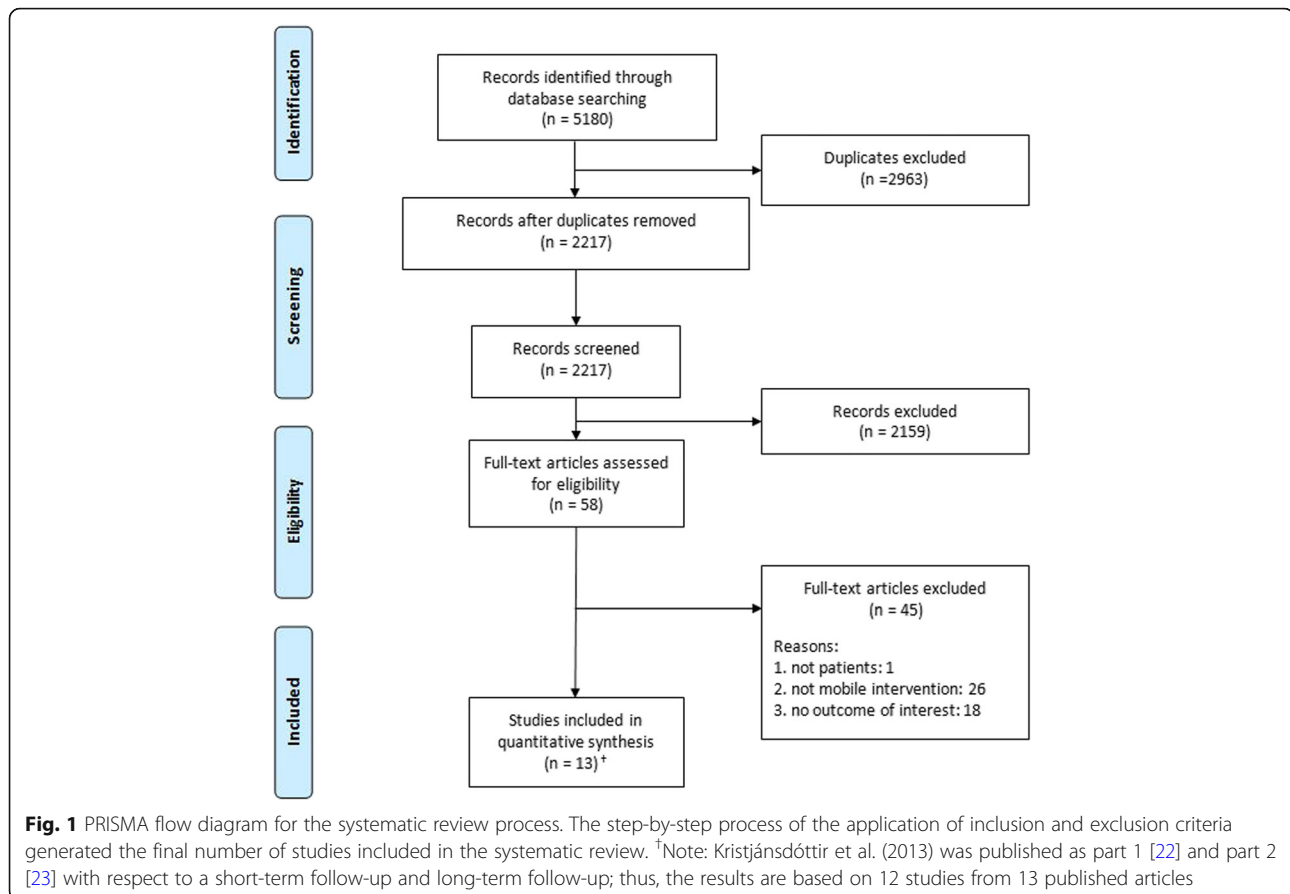 Identification
Records identified through
database searching
(n = 5180)
Duplicates excluded
(n =2963)
Screening
Records after duplicates removed
(n = 2217)
Records screened
(n = 2217)
Records excluded
(n = 2159)
Eligibility
Full-text articles assessed
for eligibility
(n = 58)
Full-text articles excluded
(n = 45)
Reasons:
1. not patients: 1
2. not mobile intervention: 26
3. no outcome of interest: 18
Included
Studies included in
quantitative synthesis
(n = 13)†
Fig. 1 PRISMA flow diagram for the systematic review process. The step-by-step process of the application of inclusion and exclusion criteria
generated the final number of studies included in the systematic review. †Note: Kristjánsdóttir et al. (2013) was published as part 1 [22] and part 2
[23] with respect to a short-term follow-up and long-term follow-up; thus, the results are based on 12 studies from 13 published articles